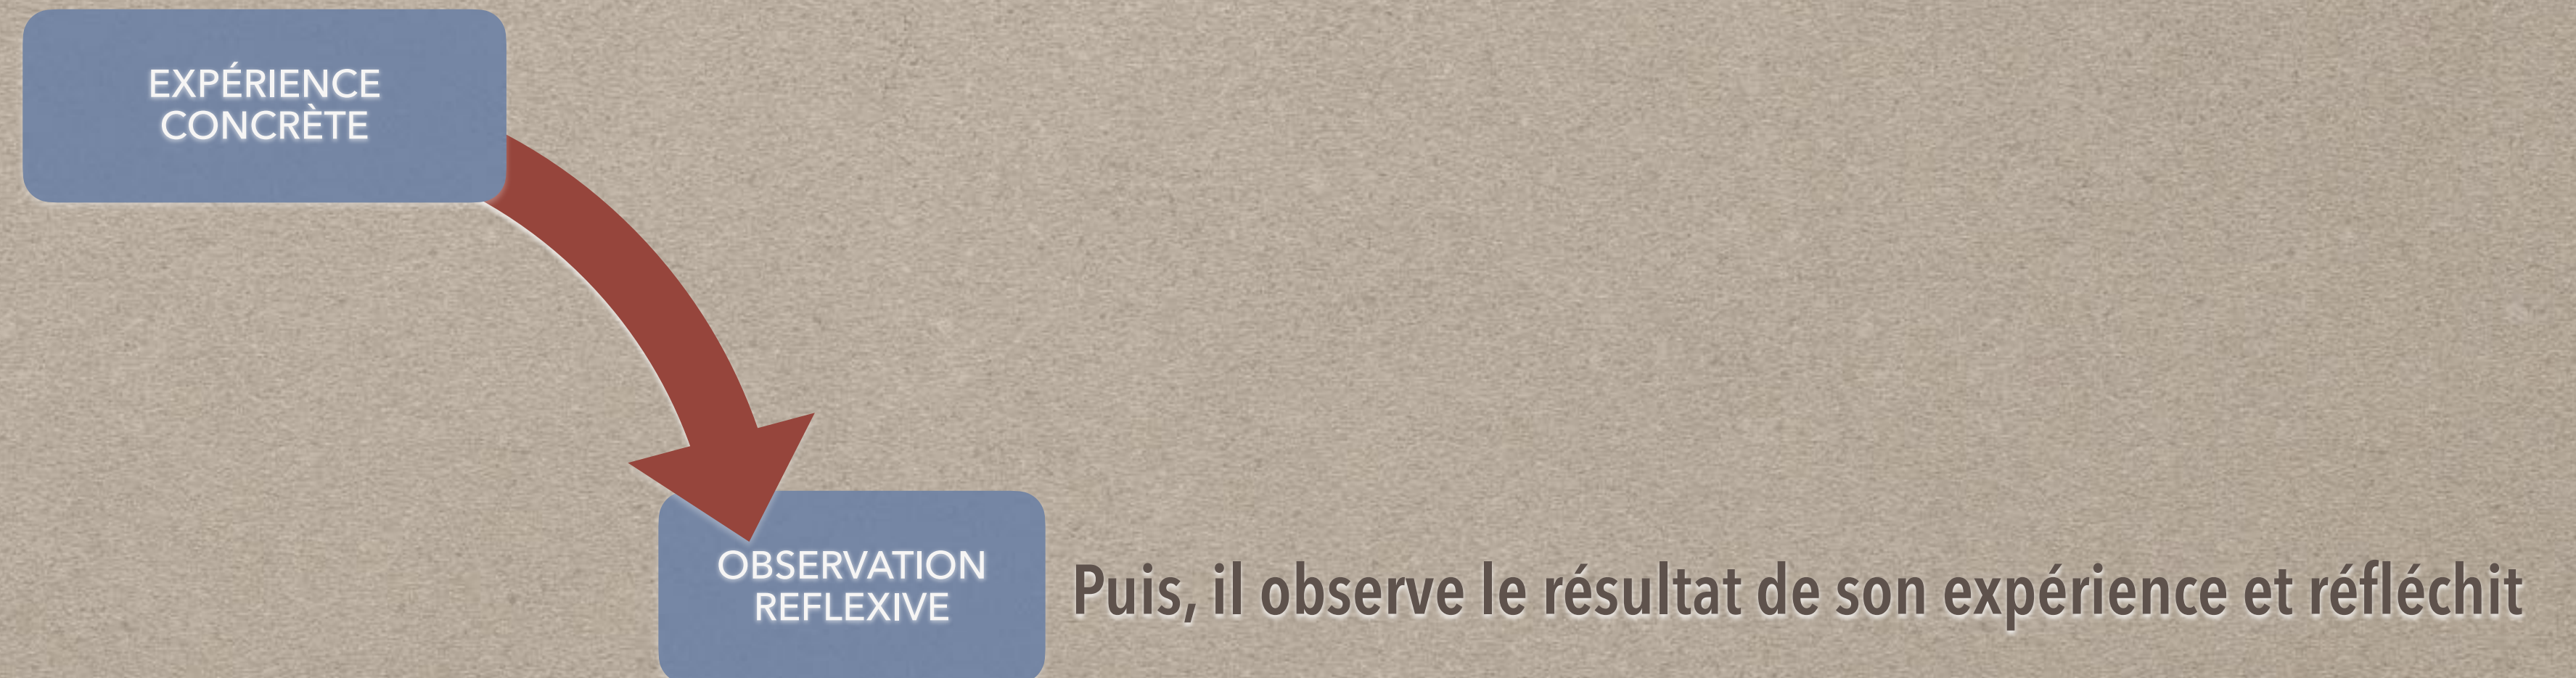 EXPÉRIENCE
CONCRÈTE
OBSERVATION
REFLEXIVE
Puis, il observe le résultat de son expérience et réfléchit